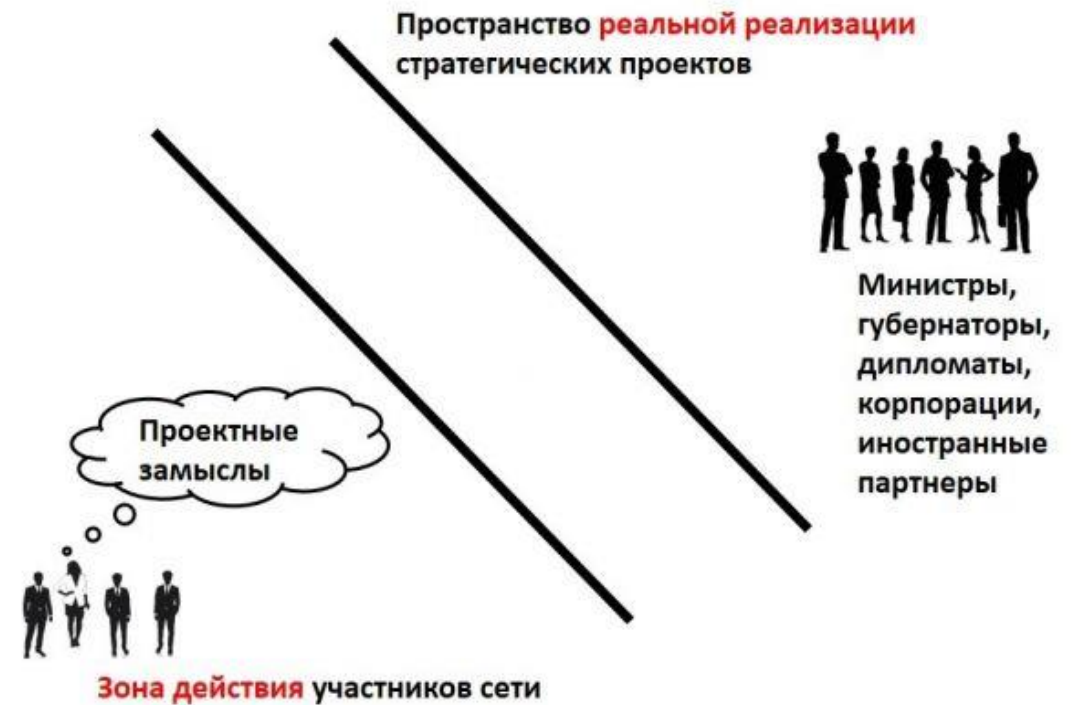 Пространство реальной реализации
стратегических проектов
Министры,
губернаторы,
дипломаты,
корпорации,
иностранные
партнеры
Проектные
замыслы
Зона действия участников сети